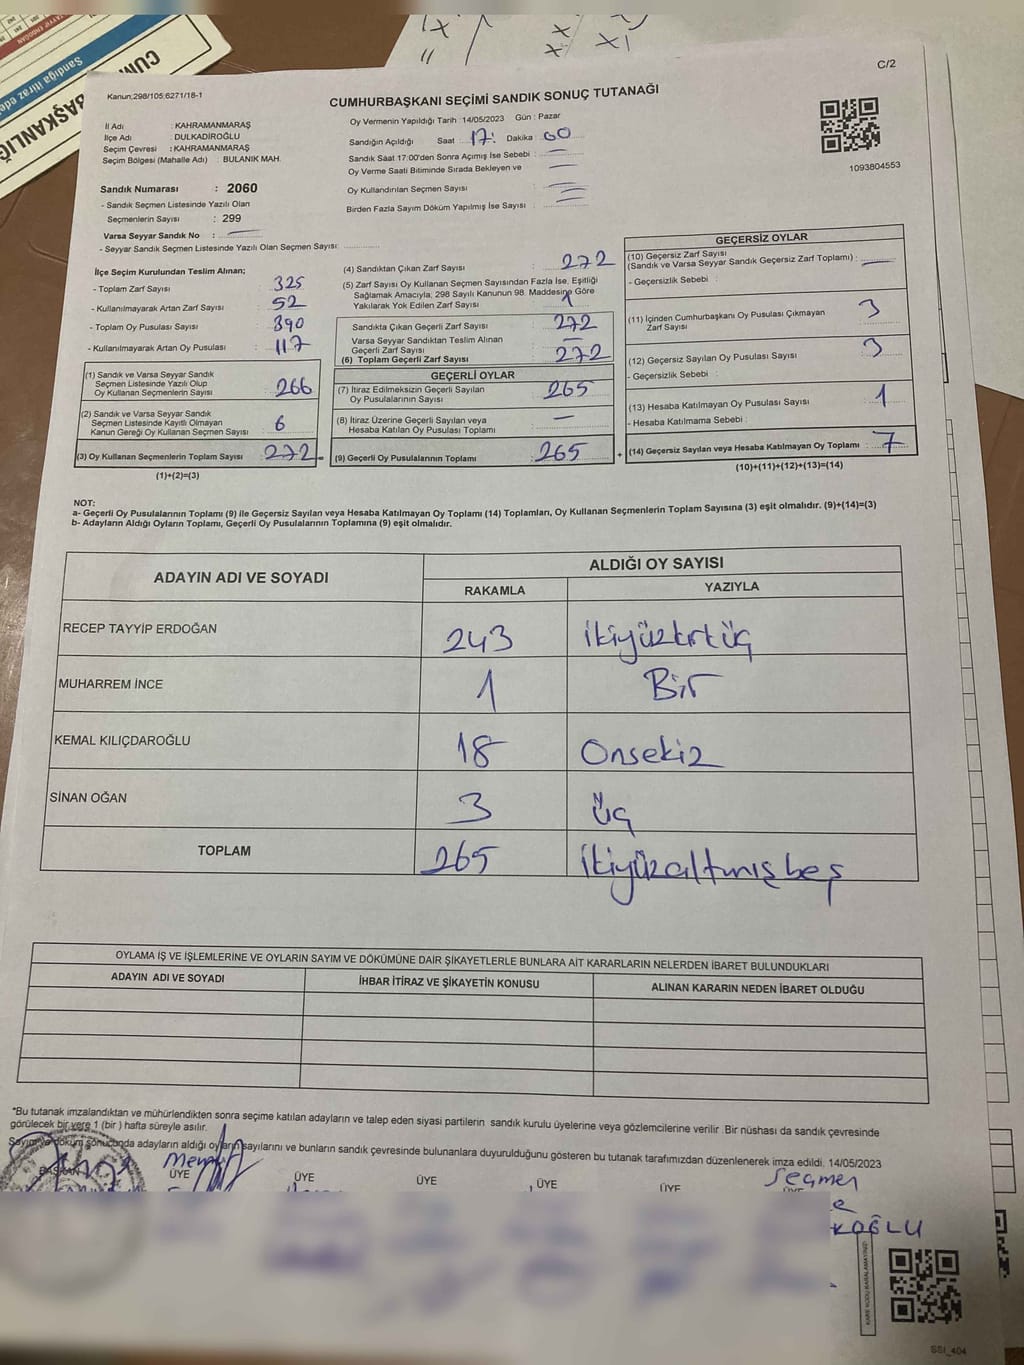 C/2
Kanun;298/105;6271/18-1
CUMHURBAŞKANI SEÇİMİ SANDIK SONUÇ TUTANAĞI
1093804553
İl Adı : KAHRAMANMARAŞ
İlçe Adı : DULKADİROĞLU
Seçim Çevresi : KAHRAMANMARAŞ
Seçim Bölgesi (Mahalle Adı) : BULANIK MAH.
Sandık Numarası : 2060
- Sandık Seçmen Listesinde Yazılı Olan
Seçmenlerin Sayısı : 299
Varsa Seyyar Sandık No :
- Seyyar Sandık Seçmen Listesinde Yazılı Olan Seçmen Sayısı:
Oy Vermenin Yapıldığı Tarih : 14/05/2023 Gün : Pazar
Sandığın Açıldığı Saat 17: Dakika : 00
Sandık Saat 17:00'den Sonra Açımış İse Sebebi :
Oy Verme Saati Bitiminde Sırada Bekleyen ve
Oy Kullandırılan Seçmen Sayısı
Birden Fazla Sayım Döküm Yapılmış İse Sayısı :
İlçe Seçim Kurulundan Teslim Alınan;
- Toplam Zarf Sayısı : 325
- Kullanılmayarak Artan Zarf Sayısı : 52
- Toplam Oy Pusulası Sayısı : 390
- Kullanılmayarak Artan Oy Pusulası : 117
(1) Sandık ve Varsa Seyyar Sandık
Seçmen Listesinde Yazılı Olup
Oy Kullanan Seçmenlerin Sayısı : 266
(2) Sandık ve Varsa Seyyar Sandık
Seçmen Listesinde Kayıtlı Olmayan
Kanun Gereği Oy Kullanan Seçmen Sayısı : 6
(3) Oy Kullanan Seçmenlerin Toplam Sayısı : 272 =
(1)+(2)=(3)
(4) Sandıktan Çıkan Zarf Sayısı : 272
(5) Zarf Sayısı Oy Kullanan Seçmen Sayısından Fazla İse, Eşitliği
Sağlamak Amacıyla; 298 Sayılı Kanunun 98. Maddesine Göre
Yakılarak Yok Edilen Zarf Sayısı : 1
Sandıkta Çıkan Geçerli Zarf Sayısı : 272
Varsa Seyyar Sandıktan Teslim Alınan
Geçerli Zarf Sayısı
(6) Toplam Geçerli Zarf Sayısı : 272
GEÇERLİ OYLAR
(7) İtiraz Edilmeksizin Geçerli Sayılan
Oy Pusulalarının Sayısı : 265
(8) İtiraz Üzerine Geçerli Sayılan veya
Hesaba Katılan Oy Pusulası Toplamı
(9) Geçerli Oy Pusulalarının Toplamı : 265 +
GEÇERSİZ OYLAR
(10) Geçersiz Zarf Sayısı
(Sandık ve Varsa Seyyar Sandık Geçersiz Zarf Toplamı) :
- Geçersizlik Sebebi :
(11) İçinden Cumhurbaşkanı Oy Pusulası Çıkmayan
Zarf Sayısı : 3
(12) Geçersiz Sayılan Oy Pusulası Sayısı : 3
- Geçersizlik Sebebi :
(13) Hesaba Katılmayan Oy Pusulası Sayısı : 1
- Hesaba Katılmama Sebebi :
(14) Geçersiz Sayılan veya Hesaba Katılmayan Oy Toplamı : 7
(10)+(11)+(12)+(13)=(14)
NOT:
a- Geçerli Oy Pusulalarının Toplamı (9) ile Geçersiz Sayılan veya Hesaba Katılmayan Oy Toplamı (14) Toplamları, Oy Kullanan Seçmenlerin Toplam Sayısına (3) eşit olmalıdır. (9)+(14)=(3)
b- Adayların Aldığı Oyların Toplamı, Geçerli Oy Pusulalarının Toplamına (9) eşit olmalıdır.
ADAYIN ADI VE SOYADI
ALDIĞI OY SAYISI
RAKAMLA YAZIYLA
RECEP TAYYİP ERDOĞAN 243 ikiyüzkrtüç
MUHARREM İNCE 1 Bir
KEMAL KILIÇDAROĞLU 18 Onsekiz
SİNAN OĞAN 3 üç
TOPLAM 265 ikiyüzaltmışbeş
OYLAMA İŞ VE İŞLEMLERİNE VE OYLARIN SAYIM VE DÖKÜMÜNE DAİR ŞİKAYETLERLE BUNLARA AİT KARARLARIN NELERDEN İBARET BULUNDUKLARI
ADAYIN ADI VE SOYADI İHBAR İTİRAZ VE ŞİKAYETİN KONUSU ALINAN KARARIN NEDEN İBARET OLDUĞU
*Bu tutanak imzalandıktan ve mühürlendikten sonra seçime katılan adayların ve talep eden siyasi partilerin sandık kurulu üyelerine veya gözlemcilerine verilir. Bir nüshası da sandık çevresinde
görülecek bir yere 1 (bir ) hafta süreyle asılır.
Sayım ve döküm sonucunda adayların aldığı oyların sayılarını ve bunların sandık çevresinde bulunanlara duyurulduğunu gösteren bu tutanak tarafımızdan düzenlenerek imza edildi. 14/05/2023
BAŞKAN ÜYE ÜYE ÜYE ÜYE ÜYE ÜYE
Seçmen
KOĞLU
SSI_404